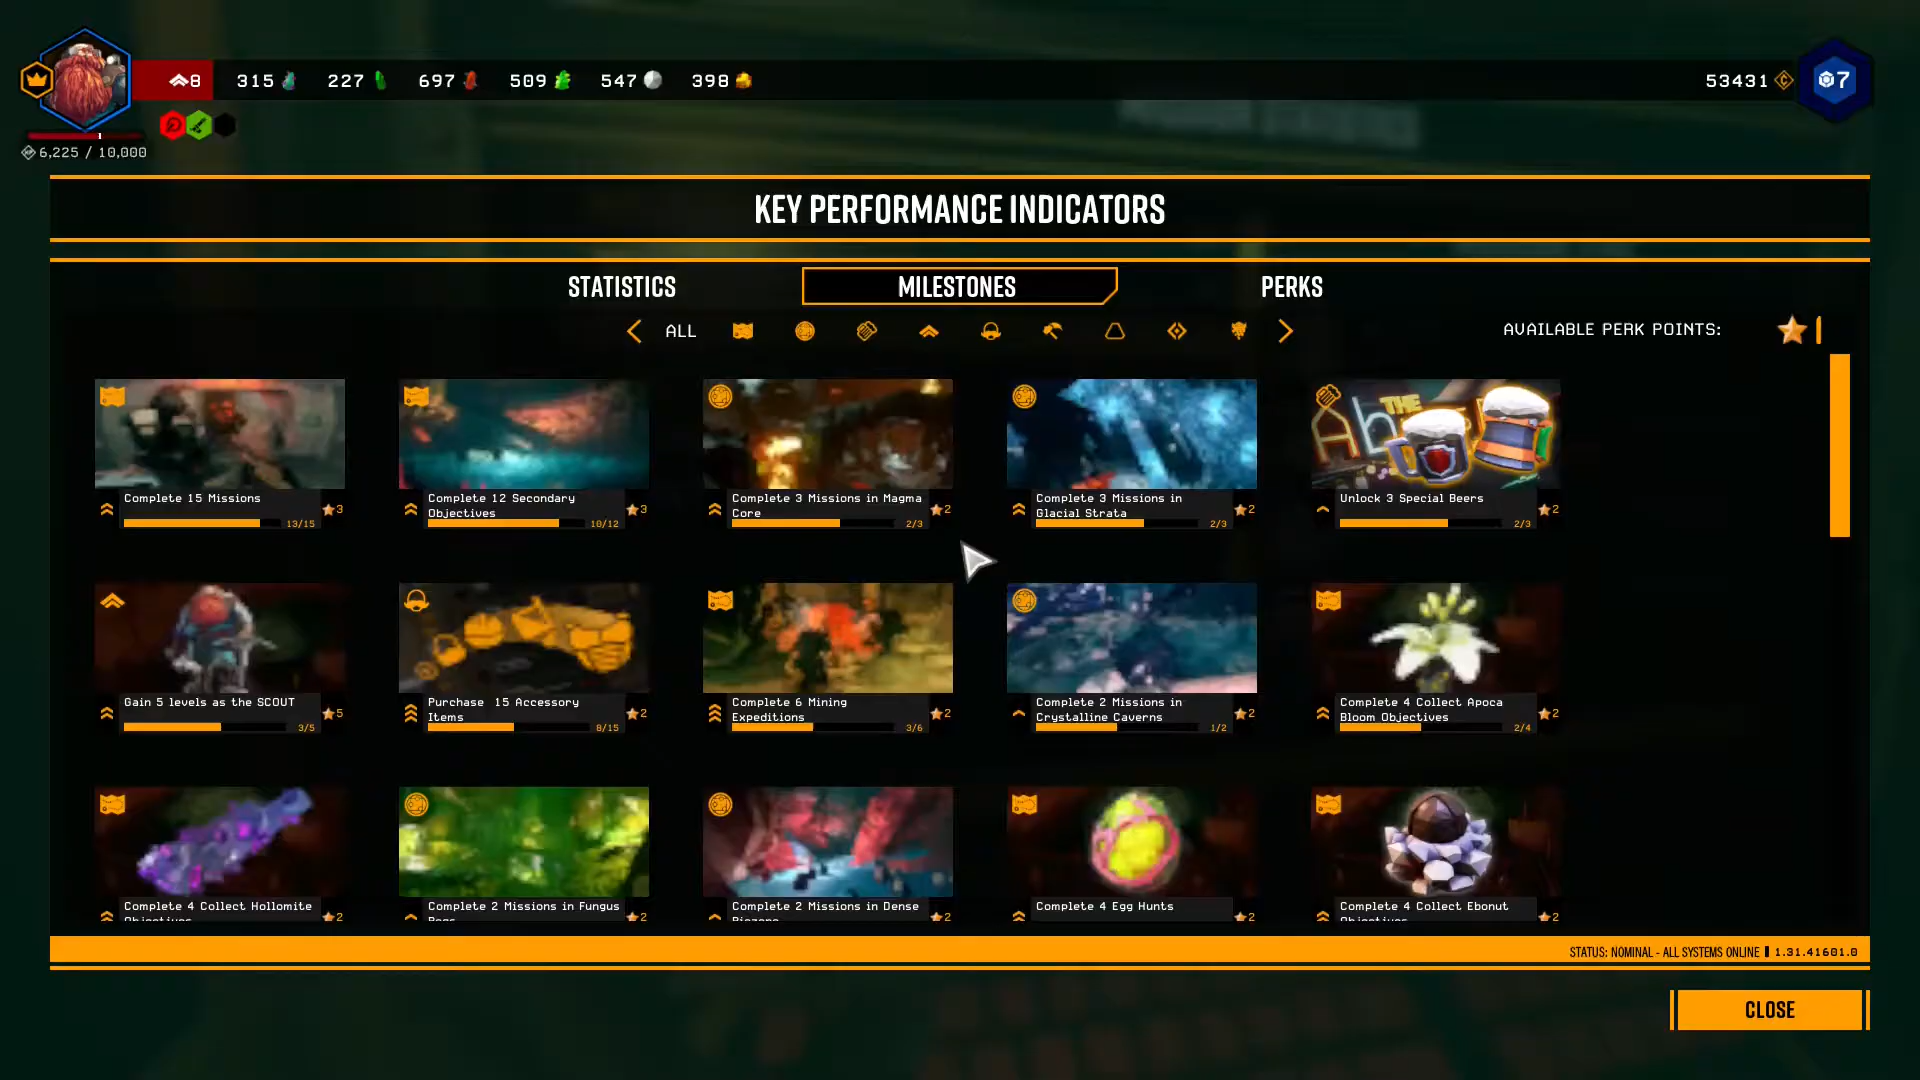 8 315 227 697 509 547 398 53431 7
6,225 / 10,000
KEY PERFORMANCE INDICATORS
STATISTICS MILESTONES PERKS
ALL AVAILABLE PERK POINTS: 1
THE
Ab
Complete 15 Missions
3
13/15
Complete 12 Secondary
Objectives
3
10/12
Complete 3 Missions in Magma
Core
2
2/3
Complete 3 Missions in
Glacial Strata
2
2/3
Unlock 3 Special Beers
2
2/3
Gain 5 levels as the SCOUT
5
3/5
Purchase 15 Accessory
Items
2
8/15
Complete 6 Mining
Expeditions
2
3/6
Complete 2 Missions in
Crystalline Caverns
2
1/2
Complete 4 Collect Apoca
Bloom Objectives
2
2/4
Complete 4 Collect Hollomite
Objectives
2
Complete 2 Missions in Fungus
Bogs
2
Complete 2 Missions in Dense
Biozone
2
Complete 4 Egg Hunts
2
Complete 4 Collect Ebonut
Objectives
2
STATUS: NOMINAL - ALL SYSTEMS ONLINE 1.31.41601.0
CLOSE